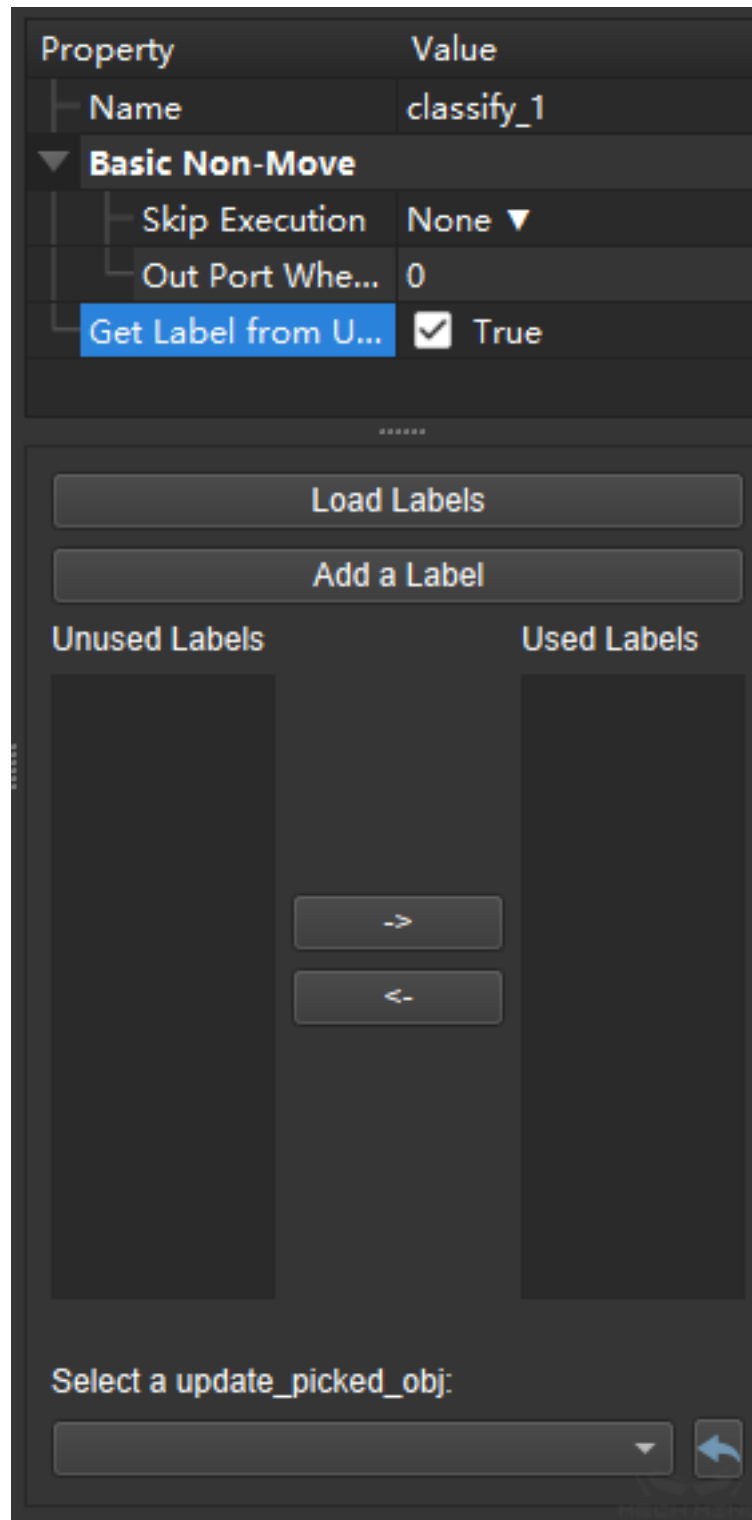 Property Value
Name classify_1
Basic Non-Move
Skip Execution None ▼
Out Port Whe... 0
Get Label from U... True
Load Labels
Add a Label
Unused Labels Used Labels
->
<-
Select a update_picked_obj: